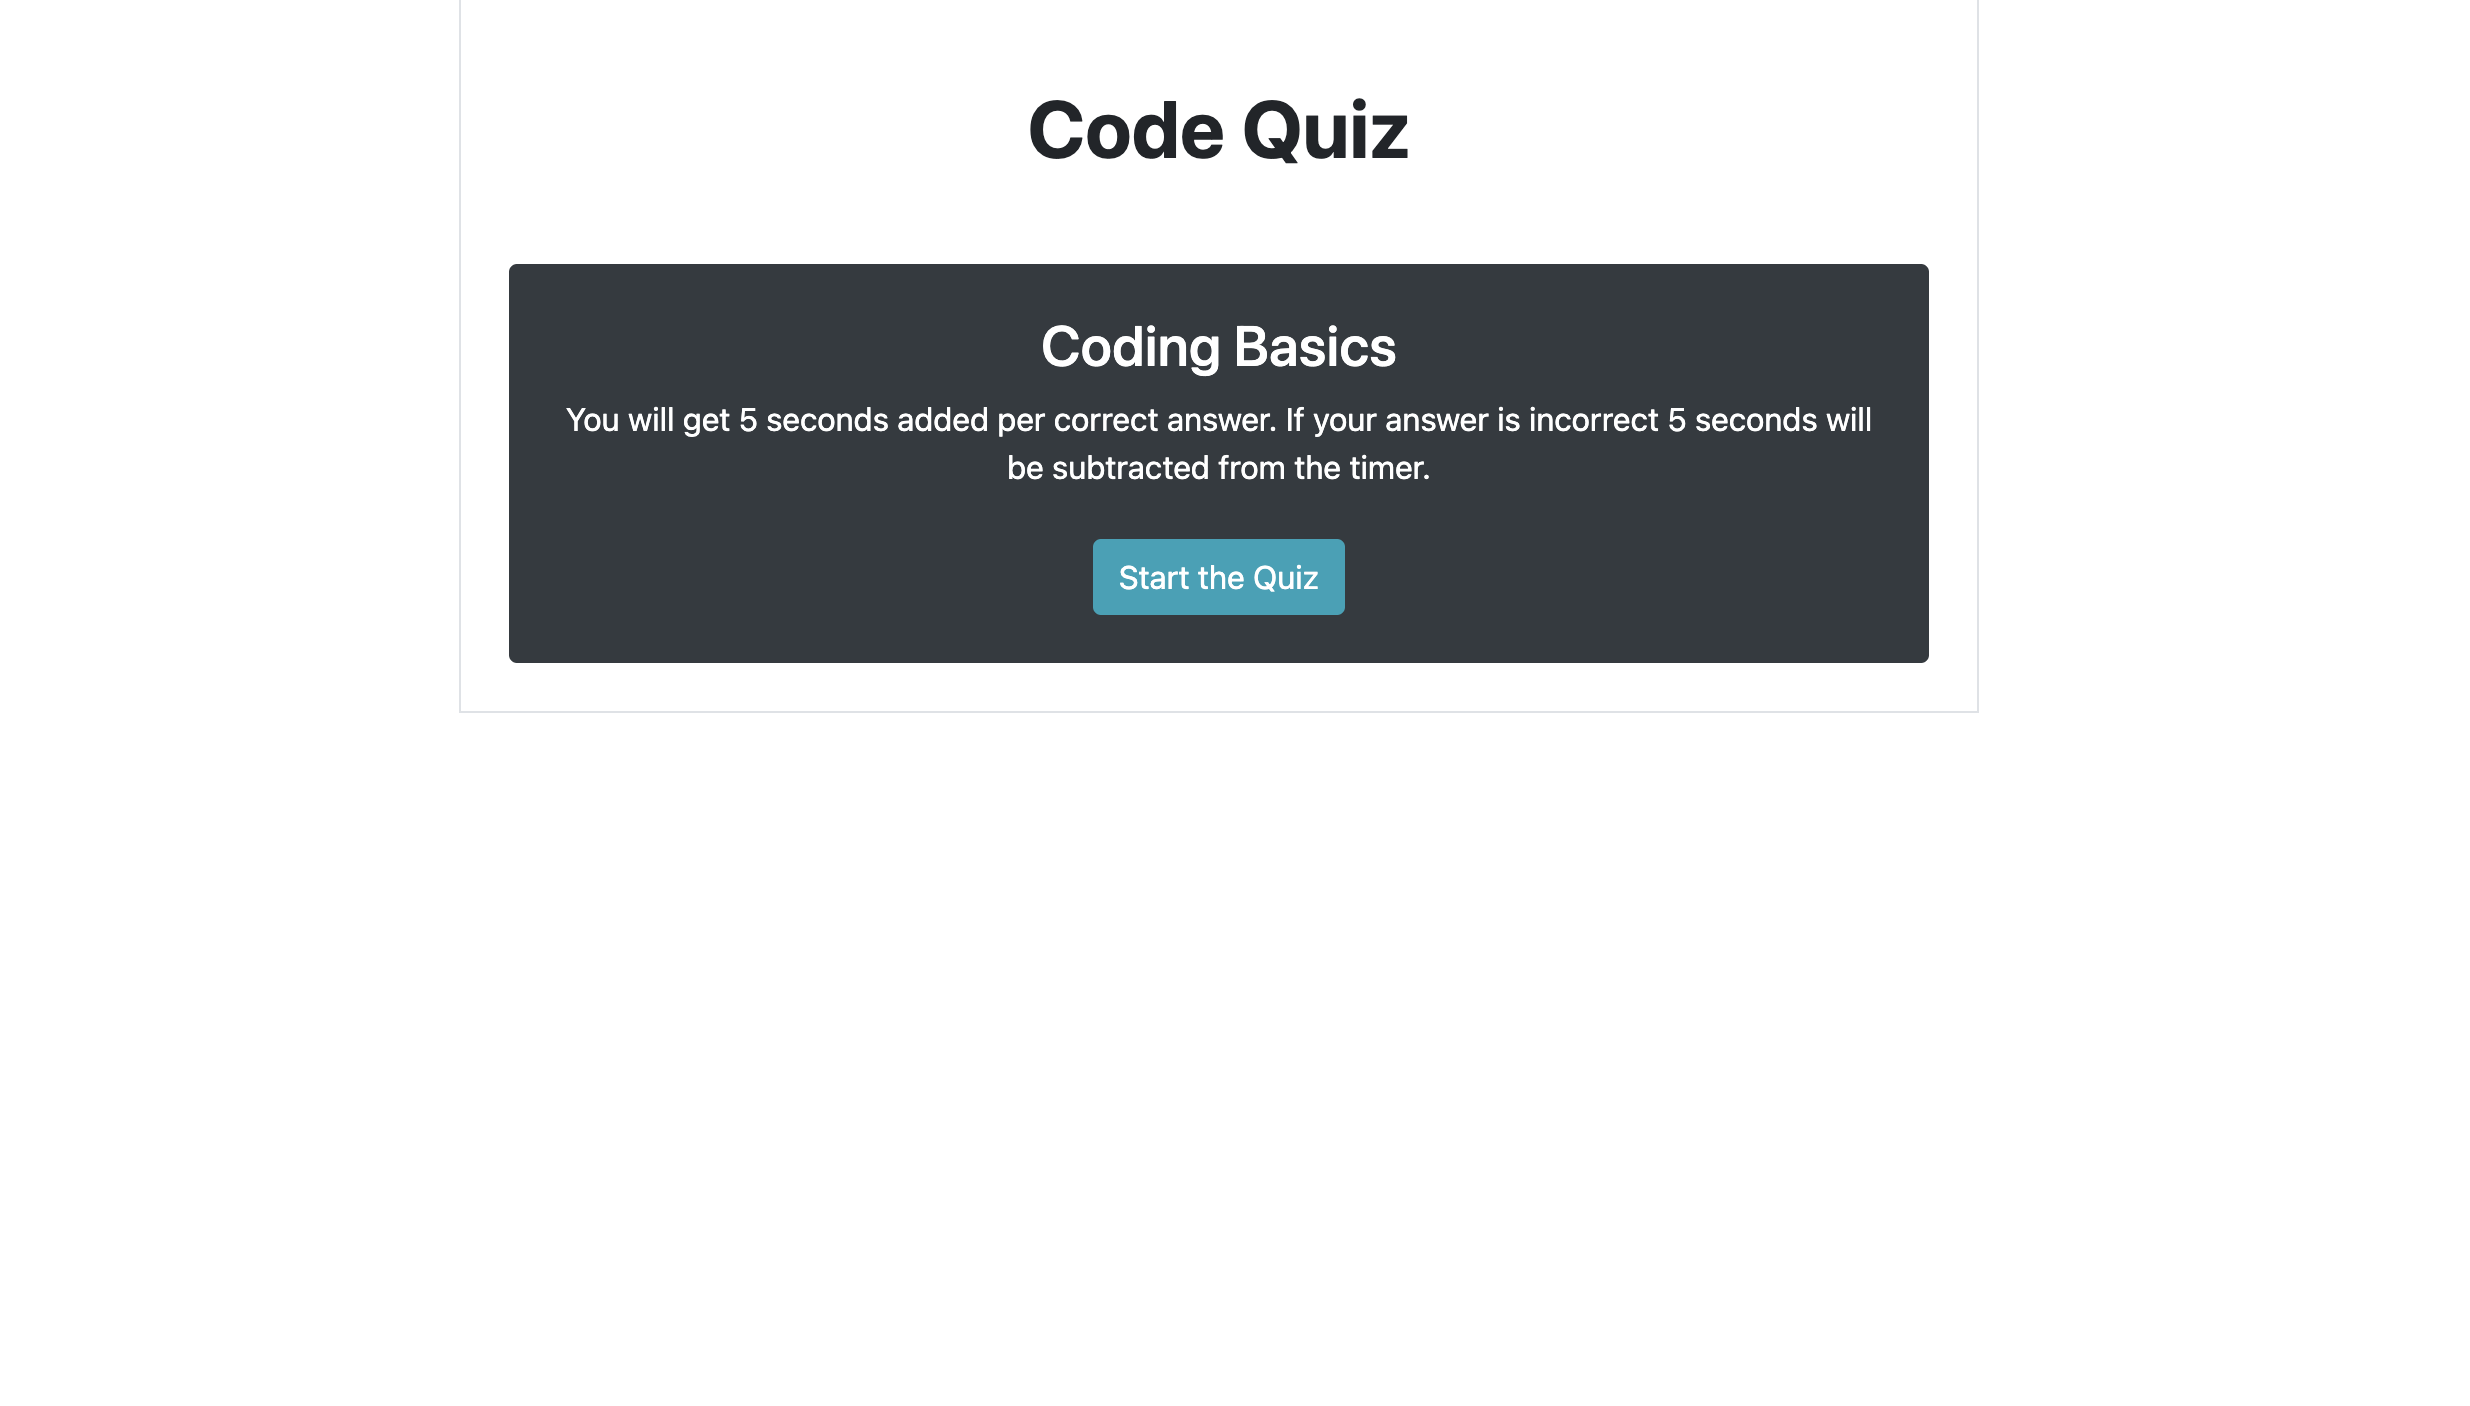 Code Quiz
Coding Basics
You will get 5 seconds added per correct answer. If your answer is incorrect 5 seconds will
be subtracted from the timer.
Start the Quiz